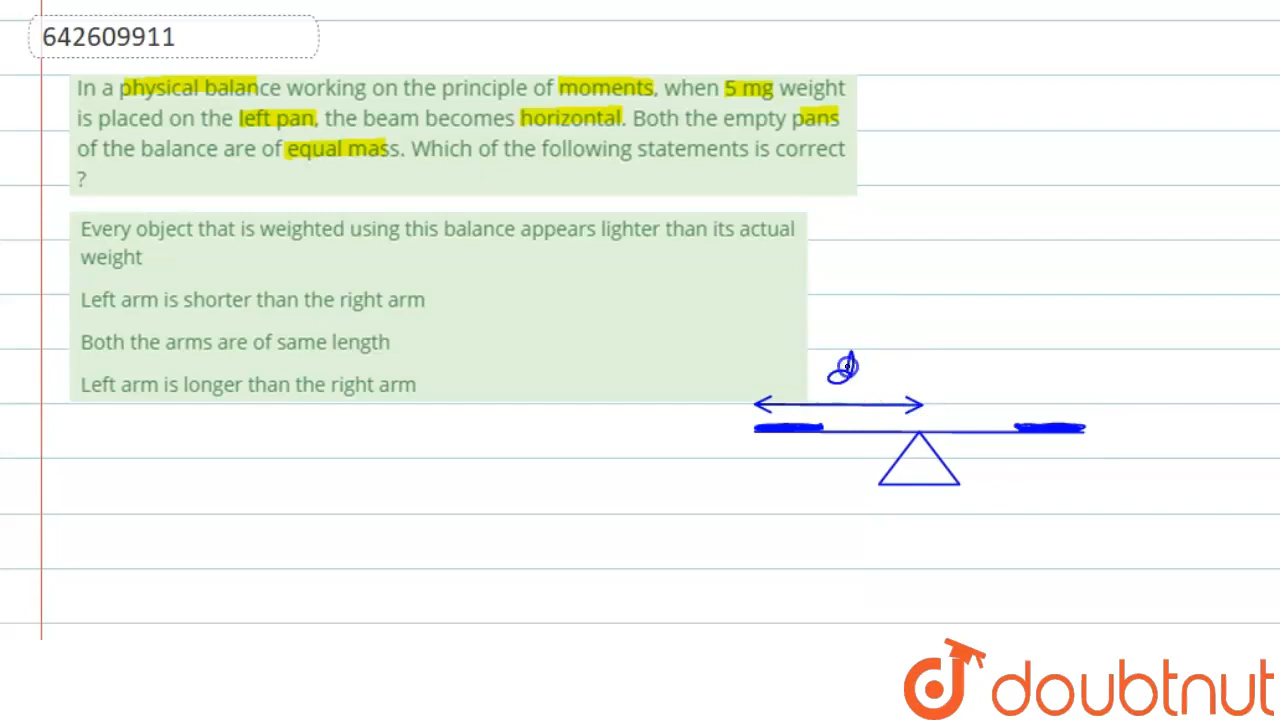 642609911
In a physical balance working on the principle of moments, when 5 mg weight
is placed on the left pan, the beam becomes horizontal. Both the empty pans
of the balance are of equal mass. Which of the following statements is correct
?
Every object that is weighted using this balance appears lighter than its actual
weight
Left arm is shorter than the right arm
Both the arms are of same length
Left arm is longer than the right arm
d
doubtnut